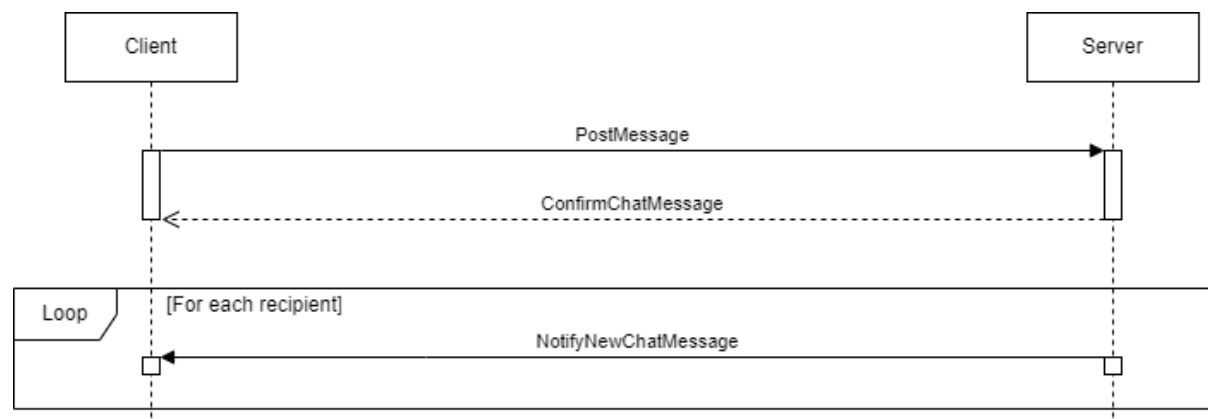 Client
Server
PostMessage
ConfirmChatMessage
Loop
[For each recipient]
NotifyNewChatMessage